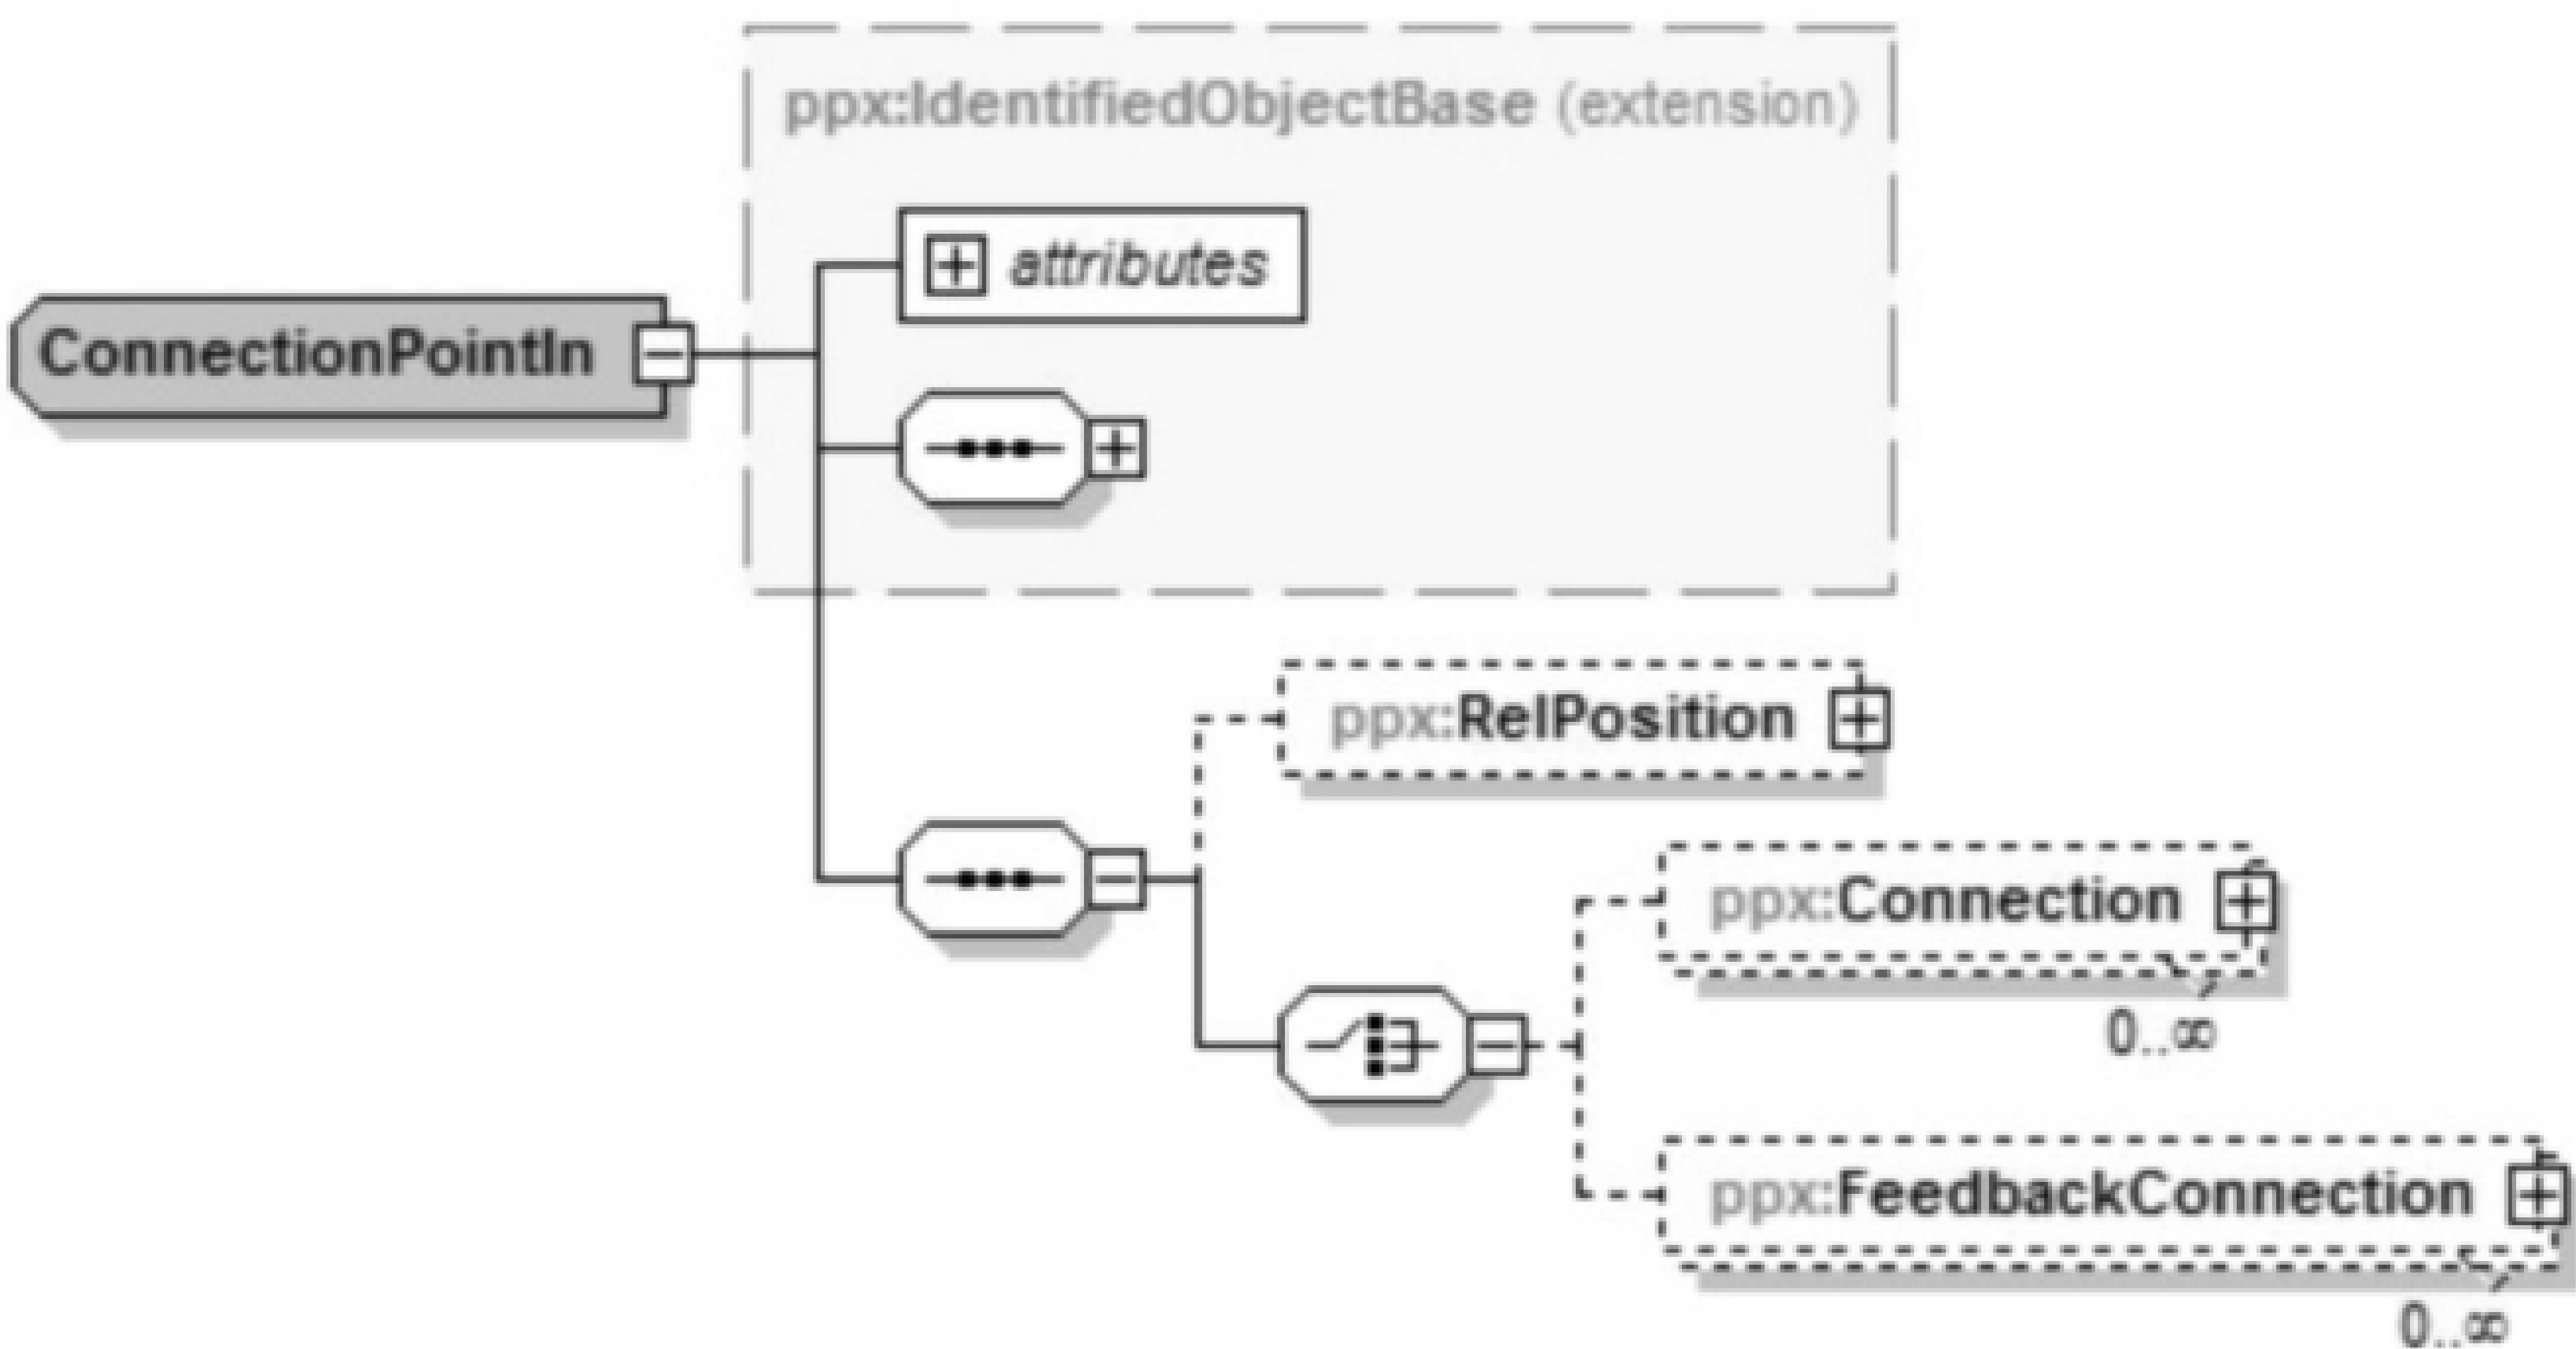 ppx:IdentifiedObjectBase (extension)
attributes
ConnectionPointIn
ppx:RelPosition
ppx:Connection
0..∞
ppx:FeedbackConnection
0..∞